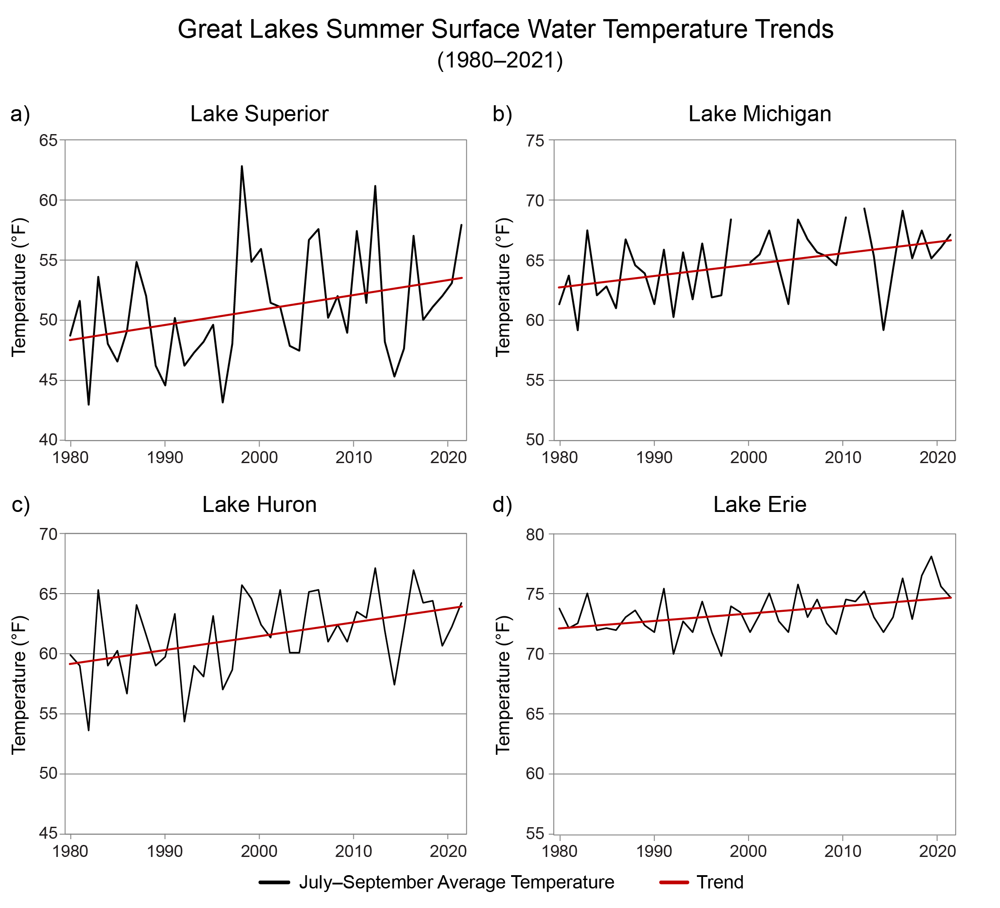 Great Lakes Summer Surface Water Temperature Trends
(1980–2021)
a)
Lake Superior
Temperature (°F)
65
60
55
50
45
40
1980 1990 2000 2010 2020
b)
Lake Michigan
Temperature (°F)
75
70
65
60
55
50
1980 1990 2000 2010 2020
c)
Lake Huron
Temperature (°F)
70
65
60
55
50
45
1980 1990 2000 2010 2020
d)
Lake Erie
Temperature (°F)
80
75
70
65
60
55
1980 1990 2000 2010 2020
July–September Average Temperature
Trend